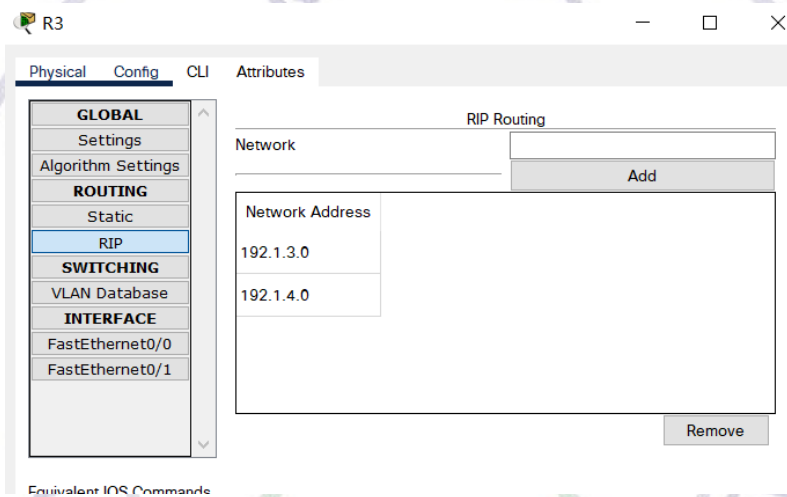 R3
Physical Config CLI Attributes
GLOBAL
Settings
Algorithm Settings
ROUTING
Static
RIP
SWITCHING
VLAN Database
INTERFACE
FastEthernet0/0
FastEthernet0/1
RIP Routing
Network
Add
Network Address
192.1.3.0
192.1.4.0
Remove
Equivalent IOS Commands